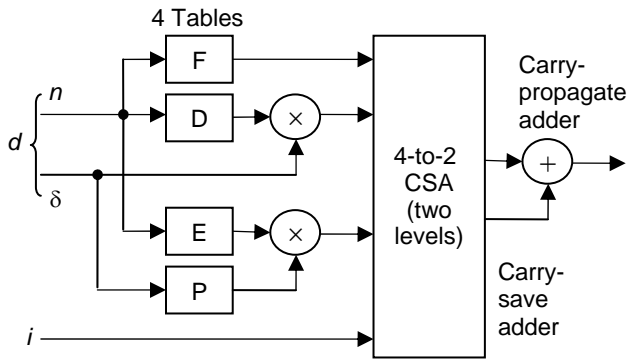 4 Tables
F
n
D
×
d
δ
E
×
P
i
4-to-2
CSA
(two
levels)
Carry-
propagate
adder
+
Carry-
save
adder